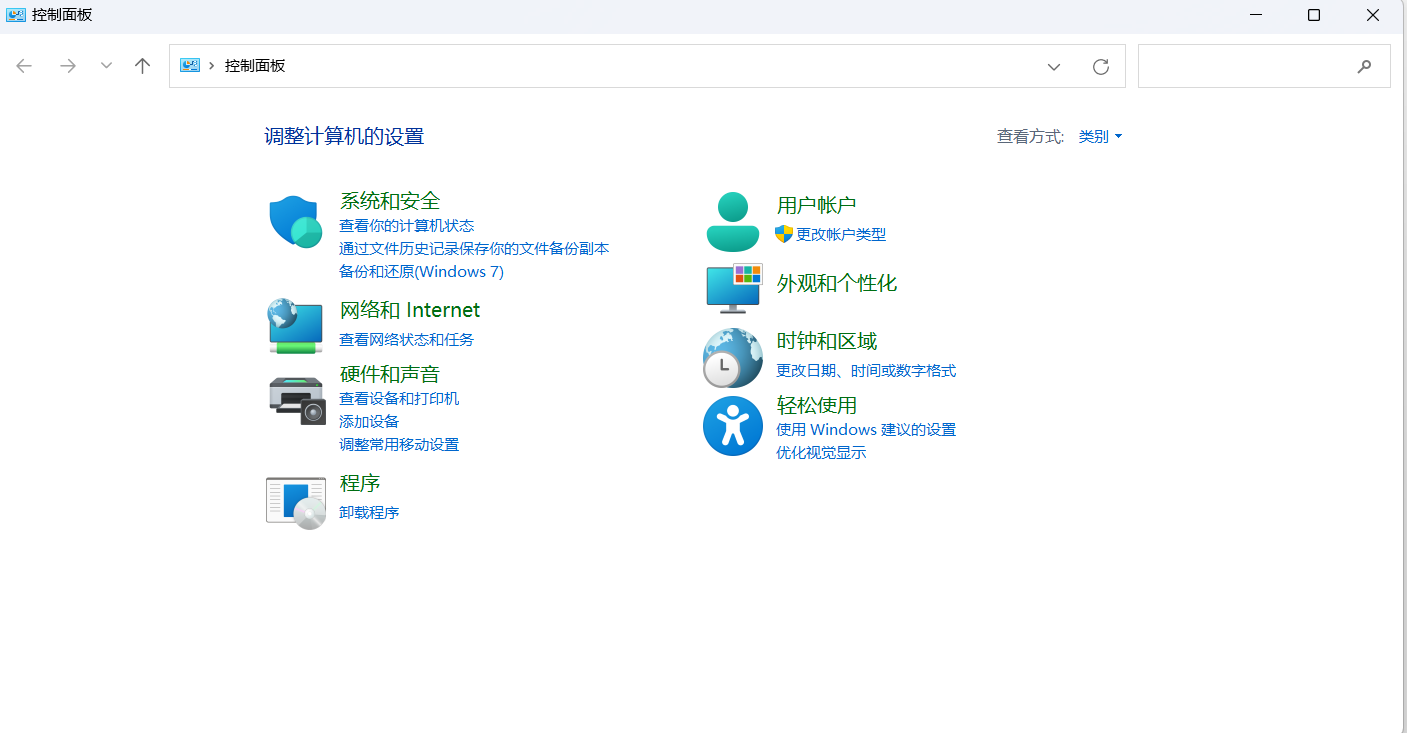 控制面板
控制面板
调整计算机的设置
查看方式: 类别
系统和安全
查看你的计算机状态
通过文件历史记录保存你的文件备份副本
备份和还原(Windows 7)
网络和 Internet
查看网络状态和任务
硬件和声音
查看设备和打印机
添加设备
调整常用移动设置
程序
卸载程序
用户帐户
更改帐户类型
外观和个性化
时钟和区域
更改日期、时间或数字格式
轻松使用
使用 Windows 建议的设置
优化视觉显示